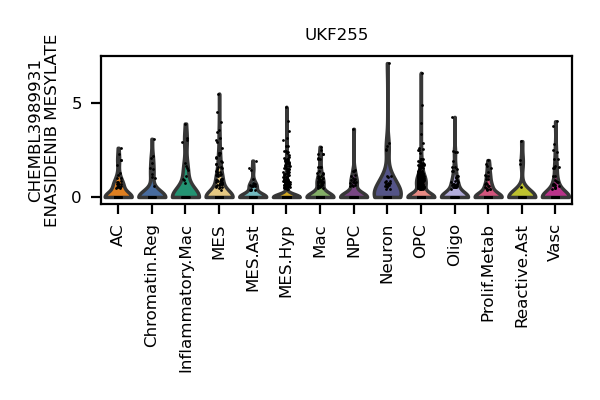 UKF255
CHEMBL3989931
ENASIDENIB MESYLATE
5
0
AC
Chromatin.Reg
Inflammatory.Mac
MES
MES.Ast
MES.Hyp
Mac
NPC
Neuron
OPC
Oligo
Prolif.Metab
Reactive.Ast
Vasc